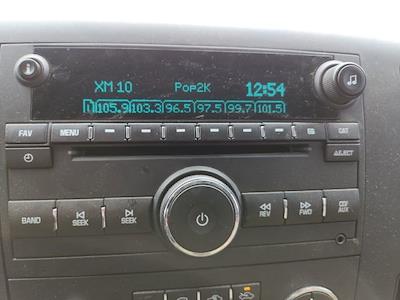 XM 10 Pop2K 12:54
1 105.9 103.3 96.5 97.5 99.7 101.5
FAV MENU CAT
EJECT
BAND SEEK SEEK REV FWD CD/AUX